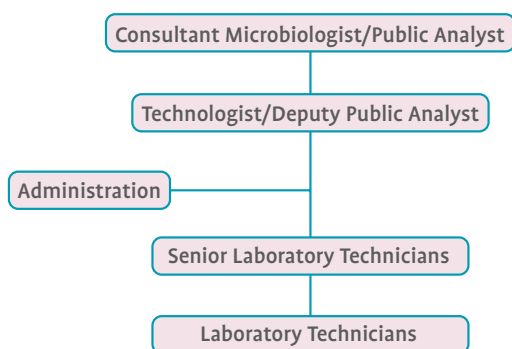 Consultant Microbiologist/Public Analyst
Technologist/Deputy Public Analyst
Administration
Senior Laboratory Technicians
Laboratory Technicians